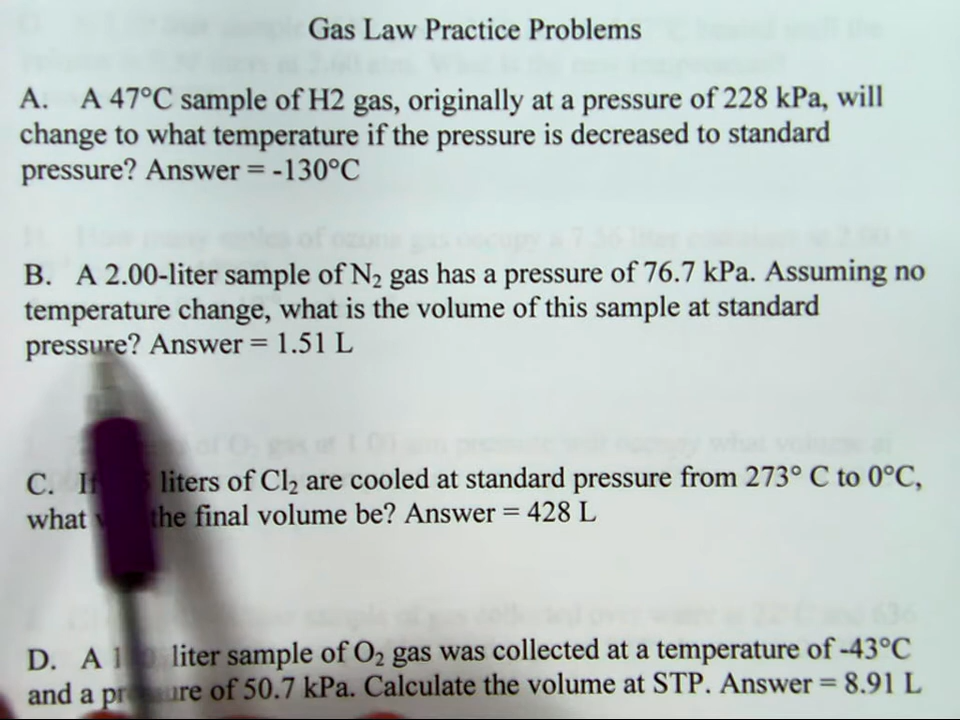 Gas Law Practice Problems
A. A 47°C sample of H2 gas, originally at a pressure of 228 kPa, will
change to what temperature if the pressure is decreased to standard
pressure? Answer = -130°C
B. A 2.00-liter sample of N₂ gas has a pressure of 76.7 kPa. Assuming no
temperature change, what is the volume of this sample at standard
pressure? Answer = 1.51 L
C. If liters of Cl₂ are cooled at standard pressure from 273° C to 0°C,
what the final volume be? Answer = 428 L
D. A liter sample of O₂ gas was collected at a temperature of -43°C
and a pressure of 50.7 kPa. Calculate the volume at STP. Answer = 8.91 L